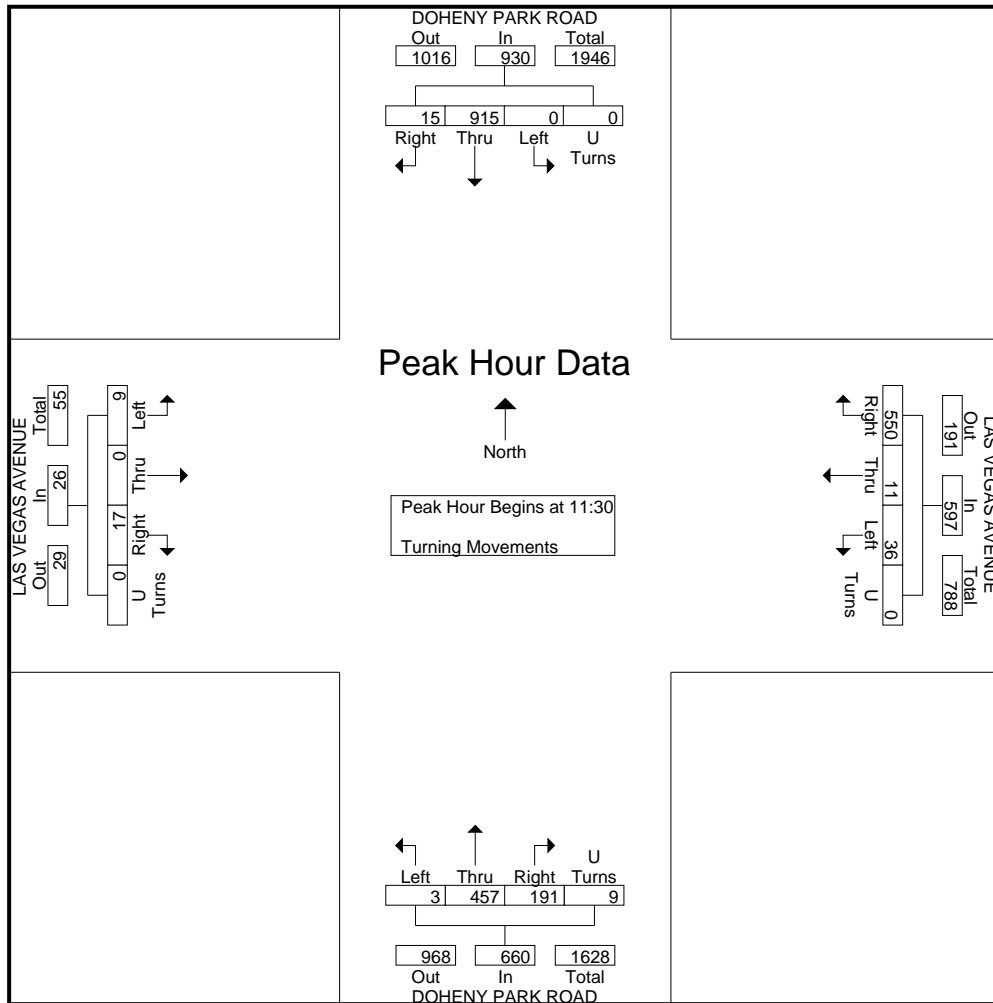 DOHENY PARK ROAD
Out In Total
1016 930 1946
15 915 0 0
Right Thru Left U
Turns
Peak Hour Data
North
Peak Hour Begins at 11:30
Turning Movements
LAS VEGAS AVENUE
Total In Out
55 26 29
9 0 17 0
Left Thru Right U
Turns
LAS VEGAS AVENUE
Out In Total
191 597 788
550 11 36 0
Right Thru Left U
Turns
U
Left Thru Right Turns
3 457 191 9
968 660 1628
Out In Total
DOHENY PARK ROAD